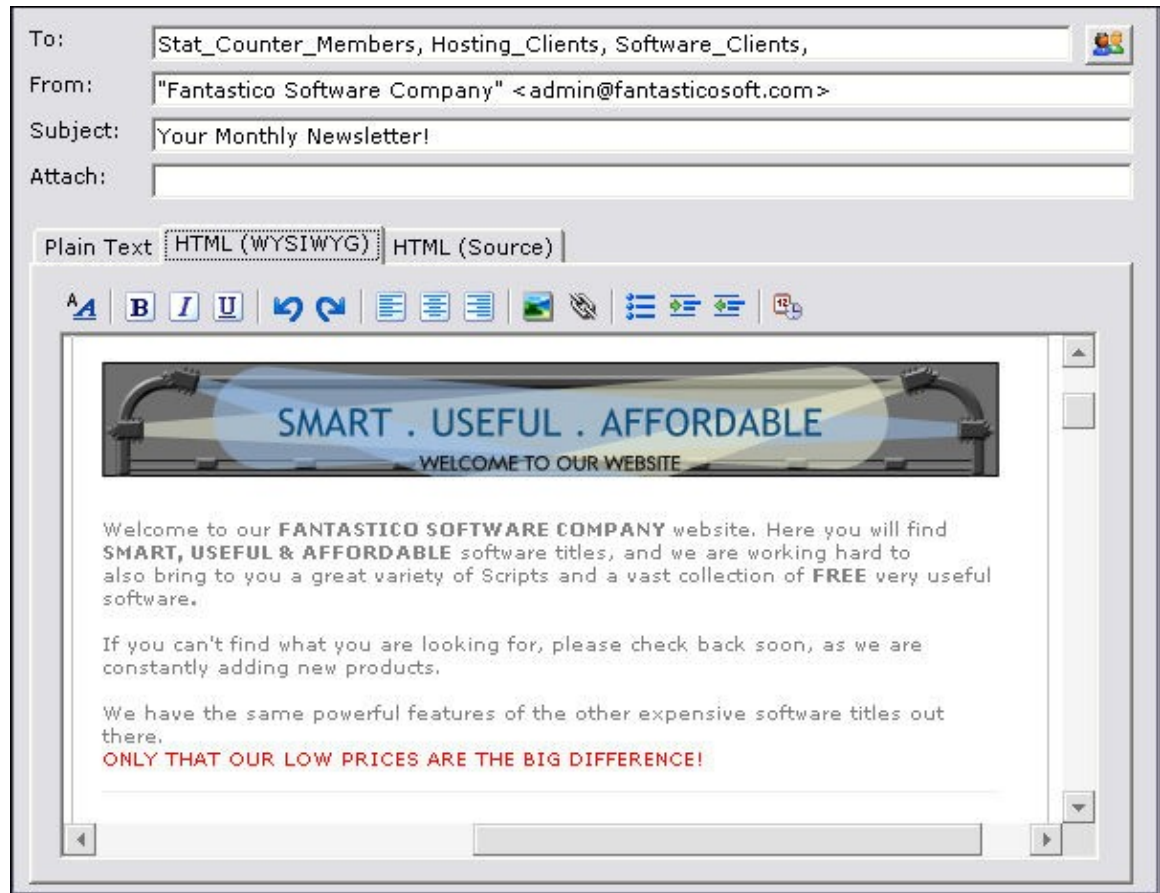 To: Stat_Counter_Members, Hosting_Clients, Software_Clients,
From: "Fantastico Software Company" <admin@fantasticosoft.com>
Subject: Your Monthly Newsletter!
Attach:
Plain Text HTML (WYSIWYG) HTML (Source)
A A B I U 12
SMART . USEFUL . AFFORDABLE
WELCOME TO OUR WEBSITE
Welcome to our FANTASTICO SOFTWARE COMPANY website. Here you will find
SMART, USEFUL & AFFORDABLE software titles, and we are working hard to
also bring to you a great variety of Scripts and a vast collection of FREE very useful
software.
If you can't find what you are looking for, please check back soon, as we are
constantly adding new products.
We have the same powerful features of the other expensive software titles out
there.
ONLY THAT OUR LOW PRICES ARE THE BIG DIFFERENCE!